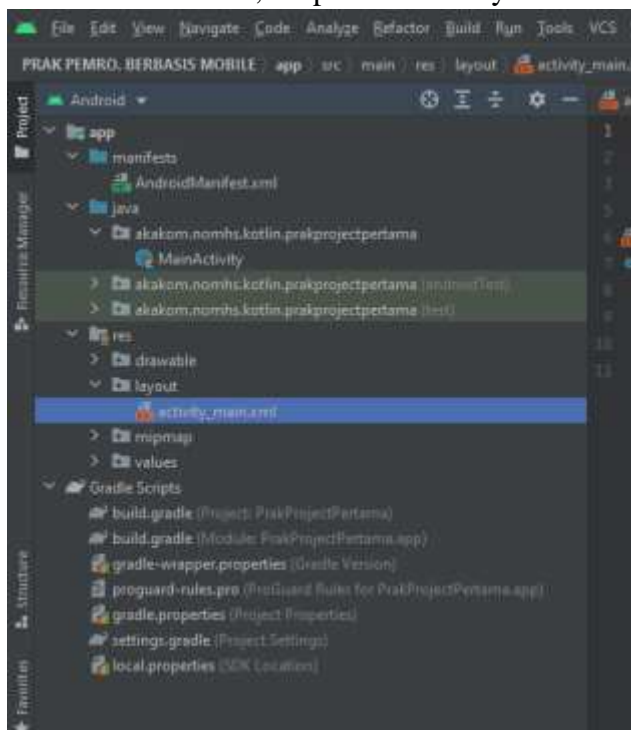 File Edit View Navigate Code Analyze Refactor Build Run Tools VCS
PRAK PEMRO. BERBASIS MOBILE app src main res layout activity_main.
Project
Android
1
app
2
manifests
3
AndroidManifest.xml
java
5
akakom.nomhs.kotlin.prakprojectpertama
6
MainActivity
7
akakom.nomhs.kotlin.prakprojectpertama (androidTest)
8
akakom.nomhs.kotlin.prakprojectpertama (test)
9
Resource Manager
res
10
drawable
11
layout
activity_main.xml
mipmap
values
Gradle Scripts
build.gradle (Project: PrakProjectPertama)
build.gradle (Module: PrakProjectPertama.app)
gradle-wrapper.properties (Gradle Version)
proguard-rules.pro (ProGuard Rules for PrakProjectPertama.app)
gradle.properties (Project Properties)
settings.gradle (Project Settings)
local.properties (SDK Location)
Structure
Favorites